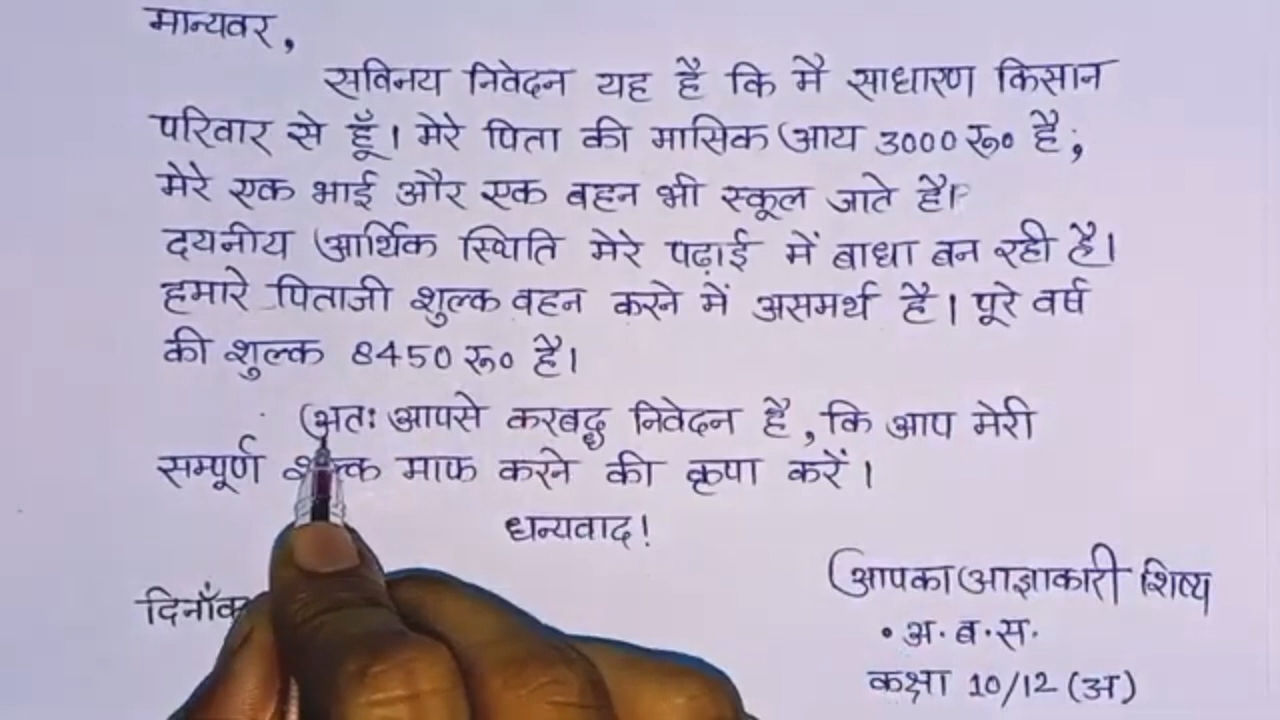 मान्यवर,
सविनय निवेदन यह है कि मै साधारण किसान
परिवार से हूँ। मेरे पिता की मासिक आय 3000 रू० है;
मेरे एक भाई और एक बहन भी स्कूल जाते है।
दयनीय आर्थिक स्थिति मेरे पढ़ाई में बाधा बन रही है।
हमारे पिताजी शुल्क वहन करने में असमर्थ है। पूरे वर्ष
की शुल्क 8450 रू० है।
अतः आपसे करबद्ध निवेदन है, कि आप मेरी
सम्पूर्ण शुल्क माफ करने की कृपा करें।
धन्यवाद!
आपका आज्ञाकारी शिष्य
दिनाँक
• अ. ब. स.
कक्षा 10/12 (अ)